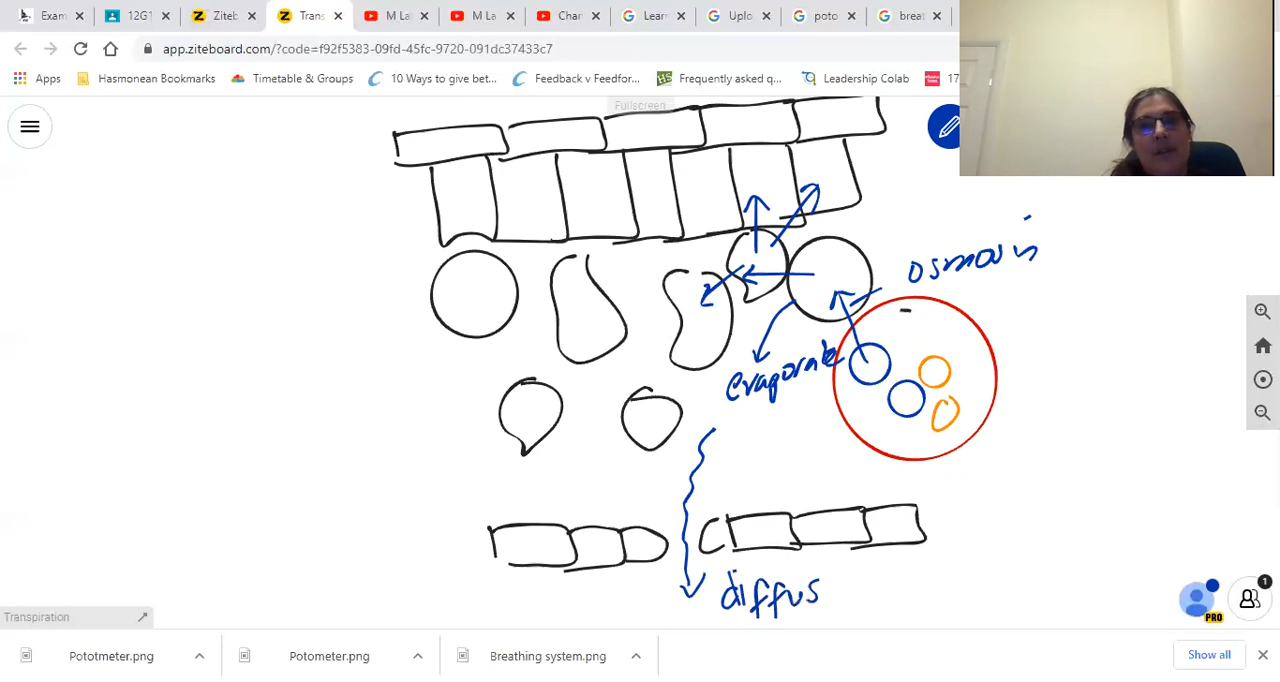 Exam
12G1
Ziteb
Trans
M La
M La
Char
Learn
Uplo
poto
breat
app.ziteboard.com/?code=f92f5383-09fd-45fc-9720-091dc37433c7
Apps
Hasmonean Bookmarks
Timetable & Groups
10 Ways to give bet...
Feedback v Feedfor...
Frequently asked q...
Leadership Colab
17
Fullscreen
osmosis
evaporate
diffus
1
PRO
Transpiration
Pototmeter.png
Potometer.png
Breathing system.png
Show all